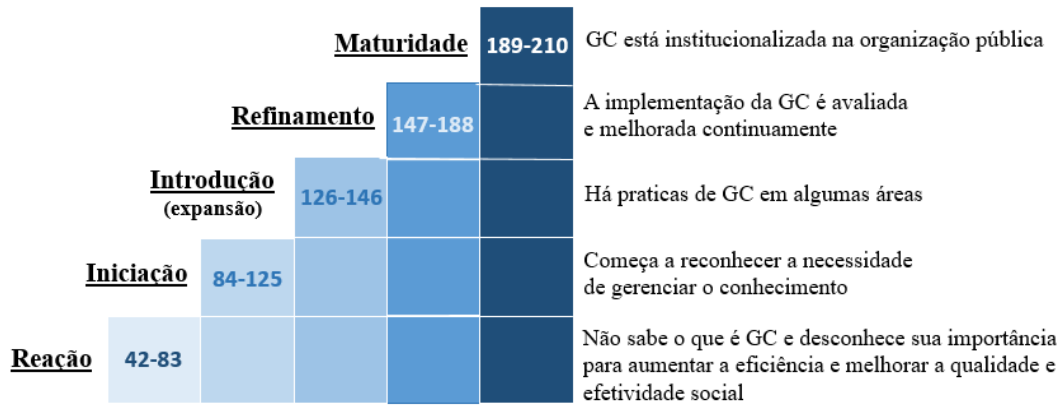 Maturidade
189-210
GC está institucionalizada na organização pública
Refinamento
147-188
A implementação da GC é avaliada
e melhorada continuamente
Introdução
(expansão)
126-146
Há praticas de GC em algumas áreas
Iniciação
84-125
Começa a reconhecer a necessidade
de gerenciar o conhecimento
Reação
42-83
Não sabe o que é GC e desconhece sua importância
para aumentar a eficiência e melhorar a qualidade e
efetividade social